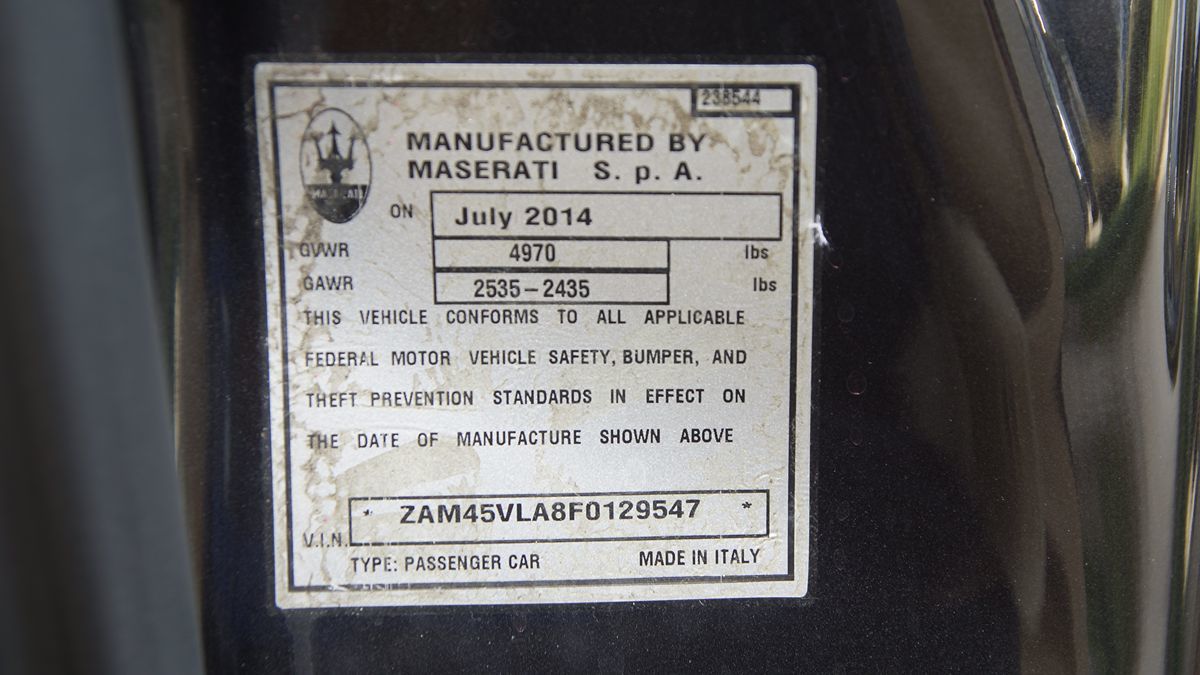 238544
MASERATI
MANUFACTURED BY
MASERATI S. p. A.
ON July 2014
GVWR 4970 lbs
GAWR 2535-2435 lbs
THIS VEHICLE CONFORMS TO ALL APPLICABLE
FEDERAL MOTOR VEHICLE SAFETY, BUMPER, AND
THEFT PREVENTION STANDARDS IN EFFECT ON
THE DATE OF MANUFACTURE SHOWN ABOVE
V.I.N. * ZAM45VLA8F0129547 *
TYPE: PASSENGER CAR MADE IN ITALY